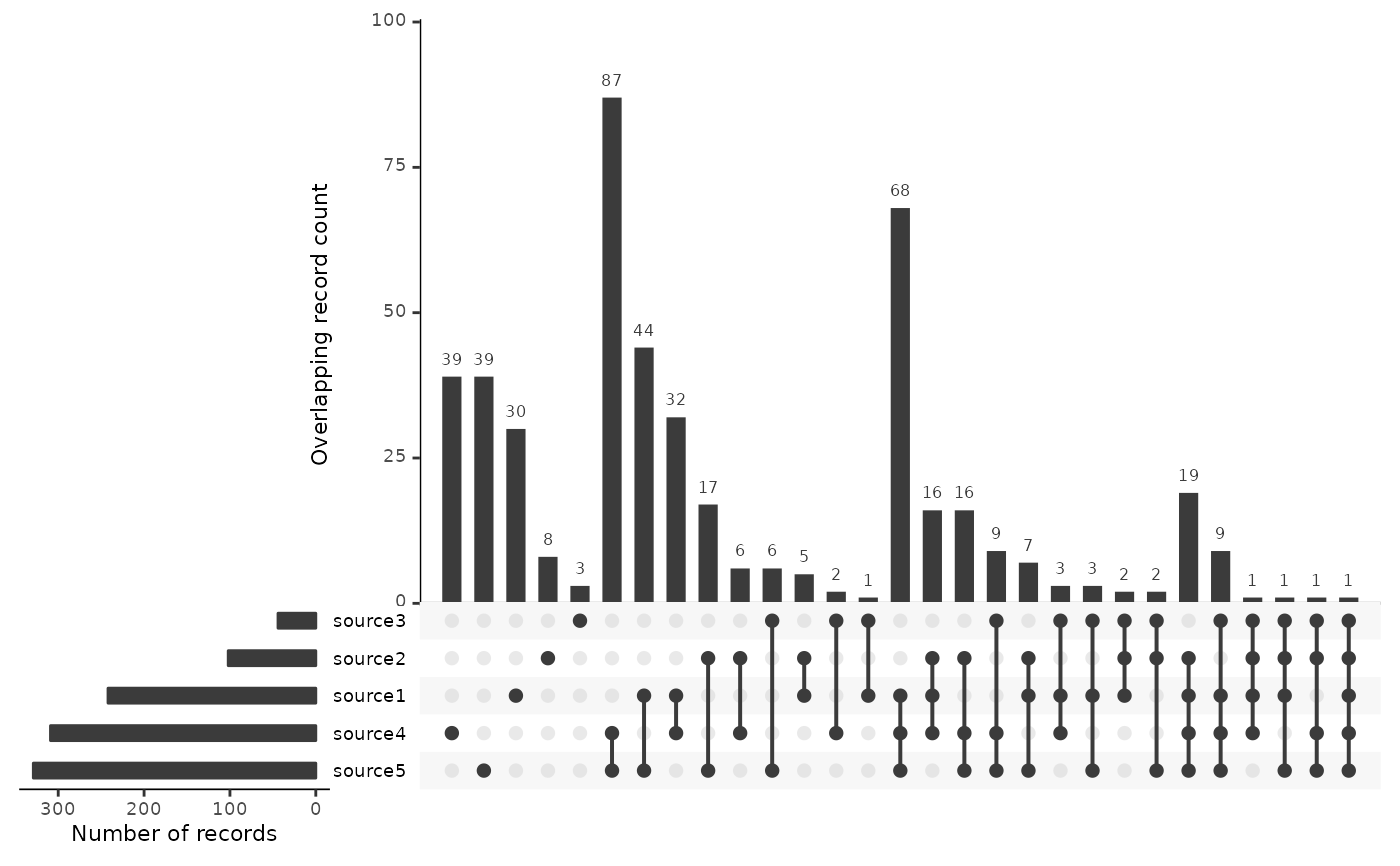 100
75
50
25
0
Overlapping record count
39 39 30 8 3 87 44 32 17 6 6 5 2 1 68 16 16 9 7 3 3 2 2 19 9 1 1 1 1
source3
source2
source1
source4
source5
300 200 100 0
Number of records